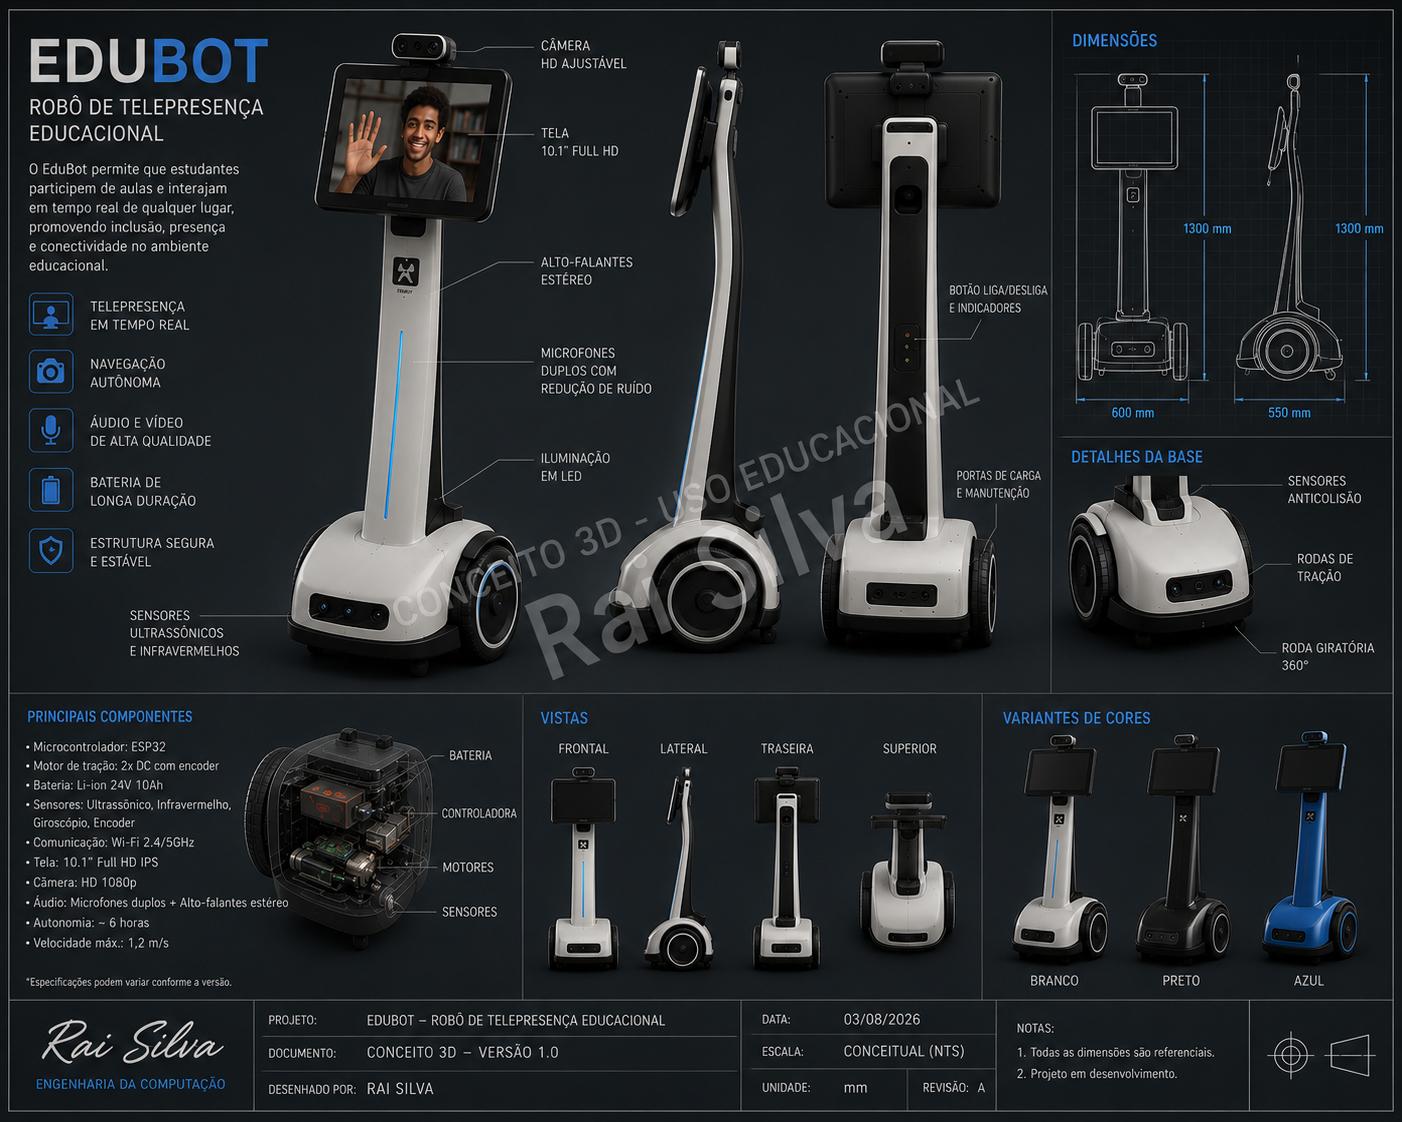 EDUBOT
ROBÔ DE TELEPRESENÇA
EDUCACIONAL
O EduBot permite que estudantes
participem de aulas e interajam
em tempo real de qualquer lugar,
promovendo inclusão, presença
e conectividade no ambiente
educacional.
TELEPRESENÇA
EM TEMPO REAL
NAVEGAÇÃO
AUTÔNOMA
ÁUDIO E VÍDEO
DE ALTA QUALIDADE
BATERIA DE
LONGA DURAÇÃO
ESTRUTURA SEGURA
E ESTÁVEL
SENSORES
ULTRASSÔNICOS
E INFRAVERMELHOS
CÂMERA
HD AJUSTÁVEL
TELA
10.1" FULL HD
ALTO-FALANTES
ESTÉREO
MICROFONES
DUPLOS COM
REDUÇÃO DE RUÍDO
ILUMINAÇÃO
EM LED
BOTÃO LIGA/DESLIGA
E INDICADORES
PORTAS DE CARGA
E MANUTENÇÃO
CONCEITO 3D - USO EDUCACIONAL
Rai Silva
DIMENSÕES
1300 mm
1300 mm
600 mm
550 mm
DETALHES DA BASE
SENSORES
ANTICOLISÃO
RODAS DE
TRAÇÃO
RODA GIRATÓRIA
360°
PRINCIPAIS COMPONENTES
• Microcontrolador: ESP32
• Motor de tração: 2x DC com encoder
• Bateria: Li-ion 24V 10Ah
• Sensores: Ultrassônico, Infravermelho,
Giroscópio, Encoder
• Comunicação: Wi-Fi 2.4/5GHz
• Tela: 10.1" Full HD IPS
• Câmera: HD 1080p
• Áudio: Microfones duplos + Alto-falantes estéreo
• Autonomia: ~ 6 horas
• Velocidade máx.: 1,2 m/s
*Especificações podem variar conforme a versão.
BATERIA
CONTROLADORA
MOTORES
SENSORES
VISTAS
FRONTAL
LATERAL
TRASEIRA
SUPERIOR
VARIANTES DE CORES
BRANCO
PRETO
AZUL
Rai Silva
ENGENHARIA DA COMPUTAÇÃO
PROJETO: EDUBOT – ROBÔ DE TELEPRESENÇA EDUCACIONAL
DOCUMENTO: CONCEITO 3D – VERSÃO 1.0
DESENHADO POR: RAI SILVA
DATA: 03/08/2026
ESCALA: CONCEITUAL (NTS)
UNIDADE: mm
REVISÃO: A
NOTAS:
1. Todas as dimensões são referenciais.
2. Projeto em desenvolvimento.